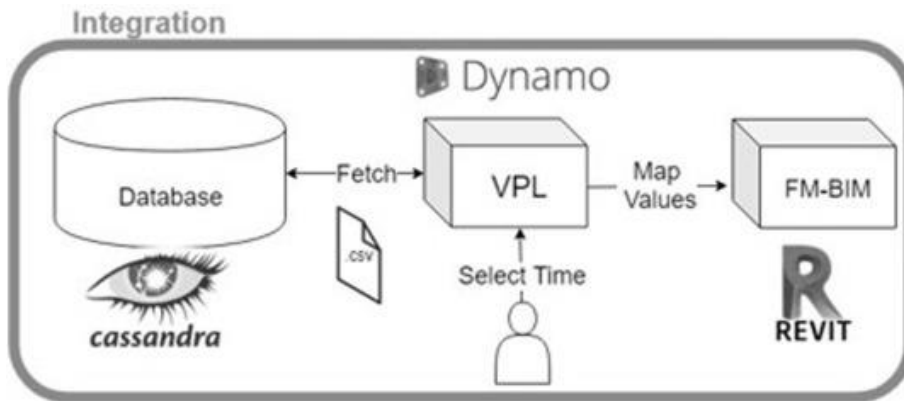 Integration
Dynamo
Database
Fetch
VPL
Map
Values
FM-BIM
.csv
Select Time
cassandra
R
REVIT